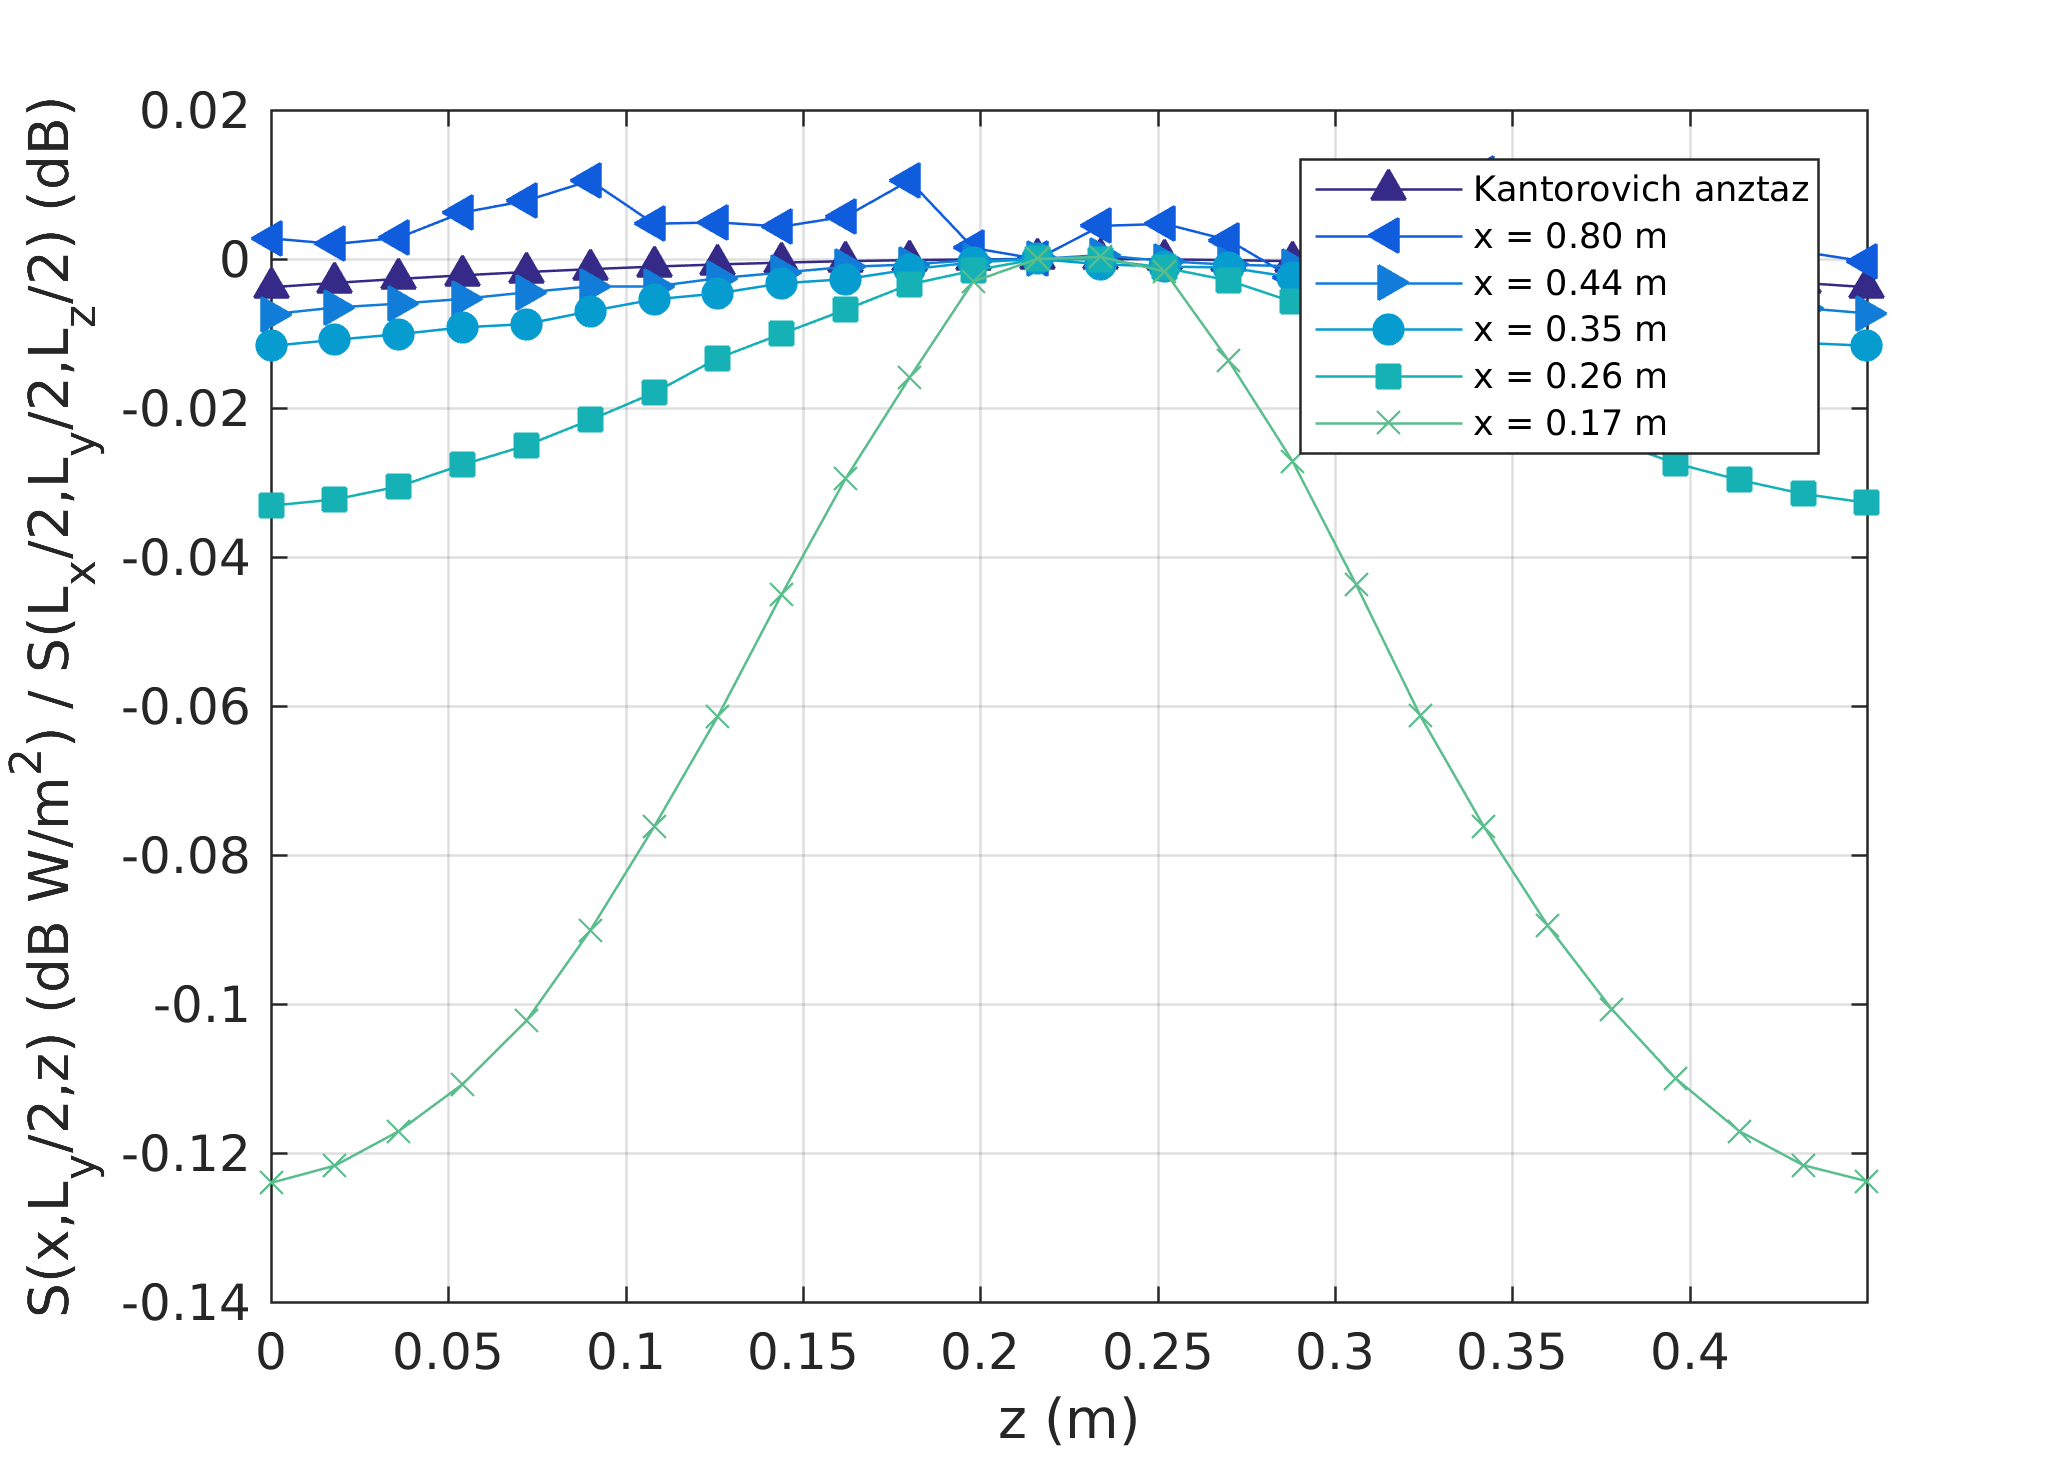 S(x,Ly/2,z) (dB W/m2) / S(Lx/2,Ly/2,Lz/2) (dB)
0.02
0
-0.02
-0.04
-0.06
-0.08
-0.1
-0.12
-0.14
Kantorovich anztaz
x = 0.80 m
x = 0.44 m
x = 0.35 m
x = 0.26 m
x = 0.17 m
0 0.05 0.1 0.15 0.2 0.25 0.3 0.35 0.4
z (m)